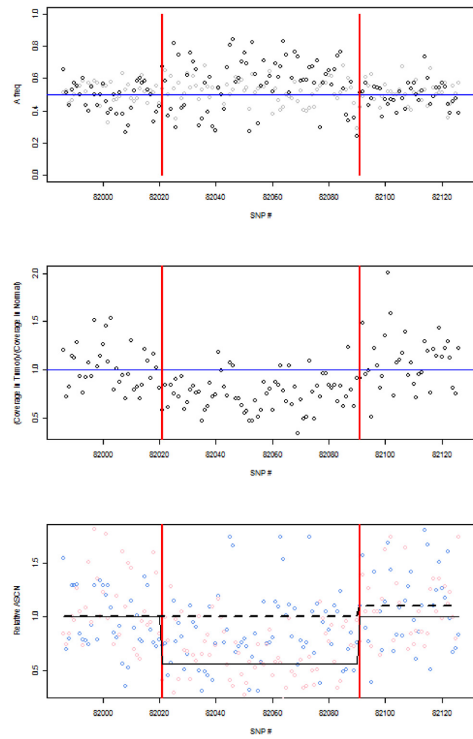 1.0
0.8
0.6
0.4
0.2
0.0
A freq
82000 82020 82040 82060 82080 82100 82120
SNP #
2.0
1.5
1.0
0.5
(Coverage in Tumor)/(Coverage in Normal)
82000 82020 82040 82060 82080 82100 82120
SNP #
1.5
1.0
0.5
Relative ASCN
82000 82020 82040 82060 82080 82100 82120
SNP #